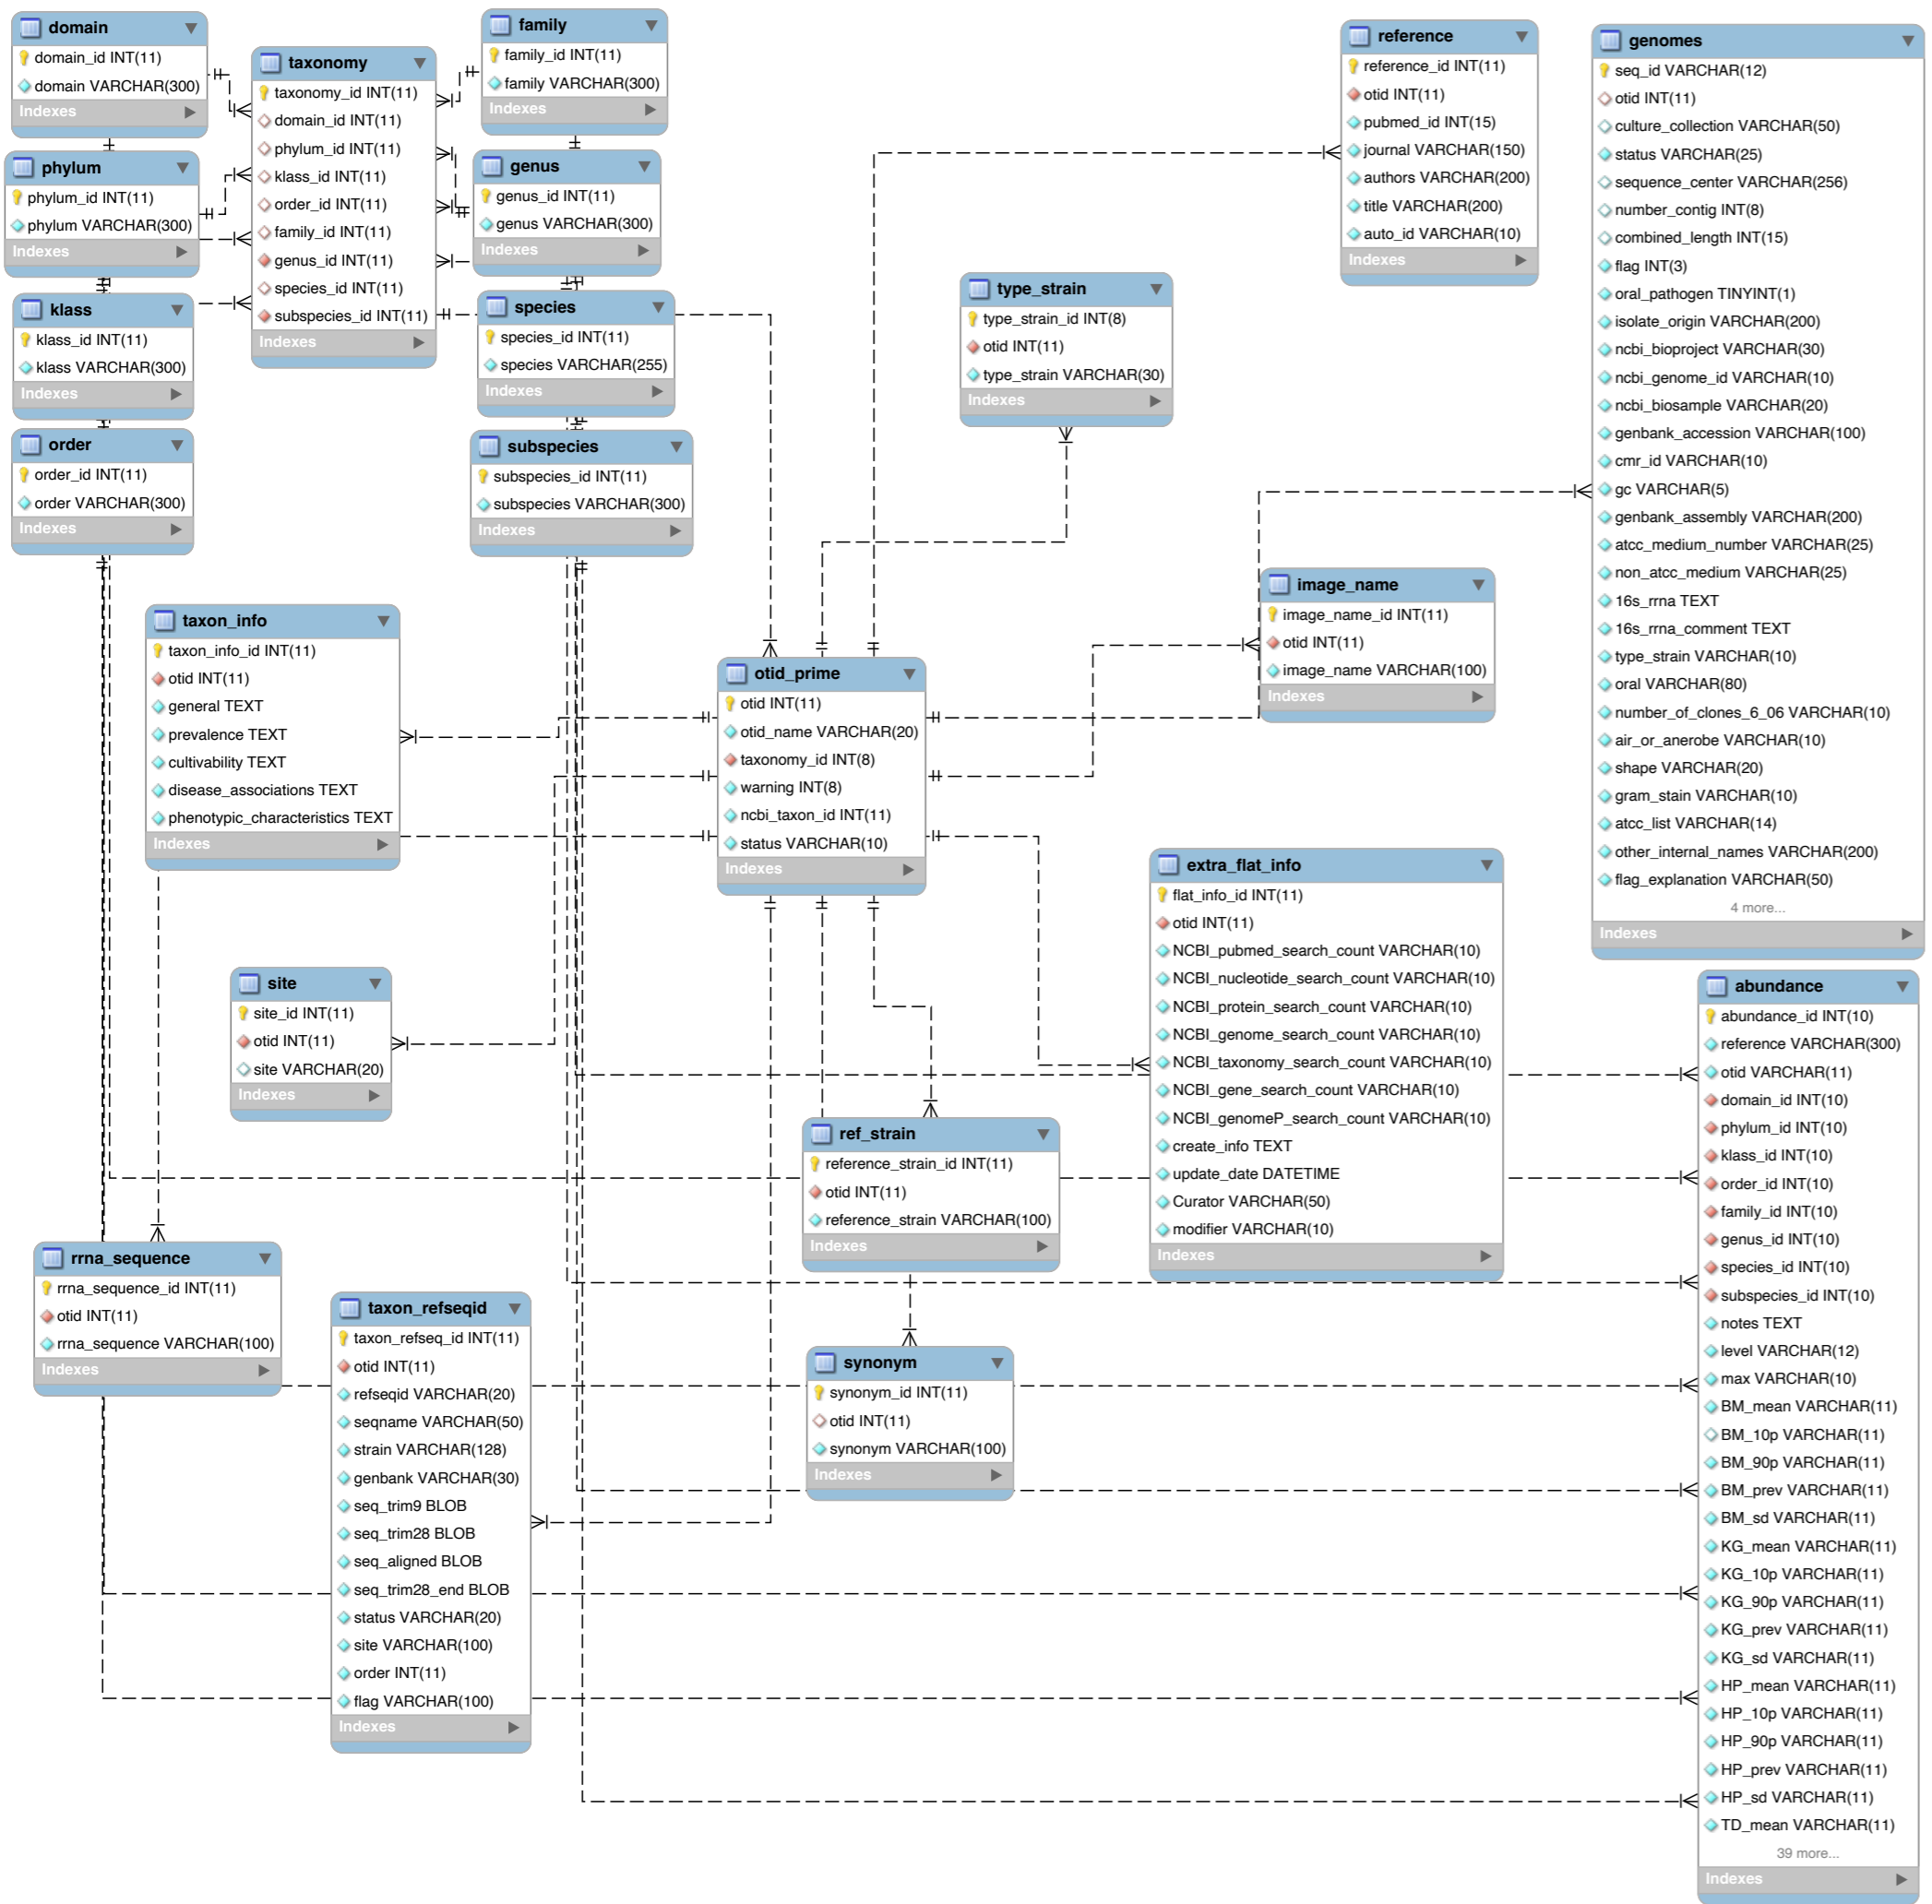 domain
domain_id INT(11)
domain VARCHAR(300)
Indexes
phylum
phylum_id INT(11)
phylum VARCHAR(300)
Indexes
klass
klass_id INT(11)
klass VARCHAR(300)
Indexes
order
order_id INT(11)
order VARCHAR(300)
Indexes
taxonomy
taxonomy_id INT(11)
domain_id INT(11)
phylum_id INT(11)
klass_id INT(11)
order_id INT(11)
family_id INT(11)
genus_id INT(11)
species_id INT(11)
subspecies_id INT(11)
Indexes
family
family_id INT(11)
family VARCHAR(300)
Indexes
genus
genus_id INT(11)
genus VARCHAR(300)
Indexes
species
species_id INT(11)
species VARCHAR(255)
Indexes
subspecies
subspecies_id INT(11)
subspecies VARCHAR(300)
Indexes
reference
reference_id INT(11)
otid INT(11)
pubmed_id INT(15)
journal VARCHAR(150)
authors VARCHAR(200)
title VARCHAR(200)
auto_id VARCHAR(10)
Indexes
genomes
seq_id VARCHAR(12)
otid INT(11)
culture_collection VARCHAR(50)
status VARCHAR(25)
sequence_center VARCHAR(256)
number_contig INT(8)
combined_length INT(15)
flag INT(3)
oral_pathogen TINYINT(1)
isolate_origin VARCHAR(200)
ncbi_bioproject VARCHAR(30)
ncbi_genome_id VARCHAR(10)
ncbi_biosample VARCHAR(20)
genbank_accession VARCHAR(100)
cmr_id VARCHAR(10)
gc VARCHAR(5)
genbank_assembly VARCHAR(200)
atcc_medium_number VARCHAR(25)
non_atcc_medium VARCHAR(25)
16s_rrna TEXT
16s_rrna_comment TEXT
type_strain VARCHAR(10)
oral VARCHAR(80)
number_of_clones_6_06 VARCHAR(10)
air_or_anerobe VARCHAR(10)
shape VARCHAR(20)
gram_stain VARCHAR(10)
atcc_list VARCHAR(14)
other_internal_names VARCHAR(200)
flag_explanation VARCHAR(50)
4 more...
Indexes
type_strain
type_strain_id INT(8)
otid INT(11)
type_strain VARCHAR(30)
Indexes
image_name
image_name_id INT(11)
otid INT(11)
image_name VARCHAR(100)
Indexes
taxon_info
taxon_info_id INT(11)
otid INT(11)
general TEXT
prevalence TEXT
cultivability TEXT
disease_associations TEXT
phenotypic_characteristics TEXT
Indexes
otid_prime
otid INT(11)
otid_name VARCHAR(20)
taxonomy_id INT(8)
warning INT(8)
ncbi_taxon_id INT(11)
status VARCHAR(10)
Indexes
extra_flat_info
flat_info_id INT(11)
otid INT(11)
NCBI_pubmed_search_count VARCHAR(10)
NCBI_nucleotide_search_count VARCHAR(10)
NCBI_protein_search_count VARCHAR(10)
NCBI_genome_search_count VARCHAR(10)
NCBI_taxonomy_search_count VARCHAR(10)
NCBI_gene_search_count VARCHAR(10)
NCBI_genomeP_search_count VARCHAR(10)
create_info TEXT
update_date DATETIME
Curator VARCHAR(50)
modifier VARCHAR(10)
Indexes
site
site_id INT(11)
otid INT(11)
site VARCHAR(20)
Indexes
ref_strain
reference_strain_id INT(11)
otid INT(11)
reference_strain VARCHAR(100)
Indexes
rrna_sequence
rrna_sequence_id INT(11)
otid INT(11)
rrna_sequence VARCHAR(100)
Indexes
taxon_refseqid
taxon_refseq_id INT(11)
otid INT(11)
refseqid VARCHAR(20)
seqname VARCHAR(50)
strain VARCHAR(128)
genbank VARCHAR(30)
seq_trim9 BLOB
seq_trim28 BLOB
seq_aligned BLOB
seq_trim28_end BLOB
status VARCHAR(20)
site VARCHAR(100)
order INT(11)
flag VARCHAR(100)
Indexes
synonym
synonym_id INT(11)
otid INT(11)
synonym VARCHAR(100)
Indexes
abundance
abundance_id INT(10)
reference VARCHAR(300)
otid VARCHAR(11)
domain_id INT(10)
phylum_id INT(10)
klass_id INT(10)
order_id INT(10)
family_id INT(10)
genus_id INT(10)
species_id INT(10)
subspecies_id INT(10)
notes TEXT
level VARCHAR(12)
max VARCHAR(10)
BM_mean VARCHAR(11)
BM_10p VARCHAR(11)
BM_90p VARCHAR(11)
BM_prev VARCHAR(11)
BM_sd VARCHAR(11)
KG_mean VARCHAR(11)
KG_10p VARCHAR(11)
KG_90p VARCHAR(11)
KG_prev VARCHAR(11)
KG_sd VARCHAR(11)
HP_mean VARCHAR(11)
HP_10p VARCHAR(11)
HP_90p VARCHAR(11)
HP_prev VARCHAR(11)
HP_sd VARCHAR(11)
TD_mean VARCHAR(11)
39 more...
Indexes